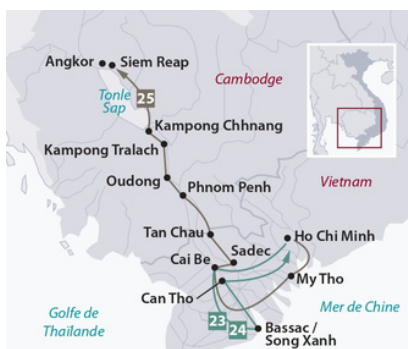 Angkor
Siem Reap
Cambodge
Tonle
Sap
25
Kampong Chhnang
Kampong Tralach
Oudong
Phnom Penh
Vietnam
Tan Chau
Ho Chi Minh
Sadec
Cai Be
My Tho
Can Tho
Mer de Chine
Golfe de
Thaïlande
23
24
Bassac /
Song Xanh